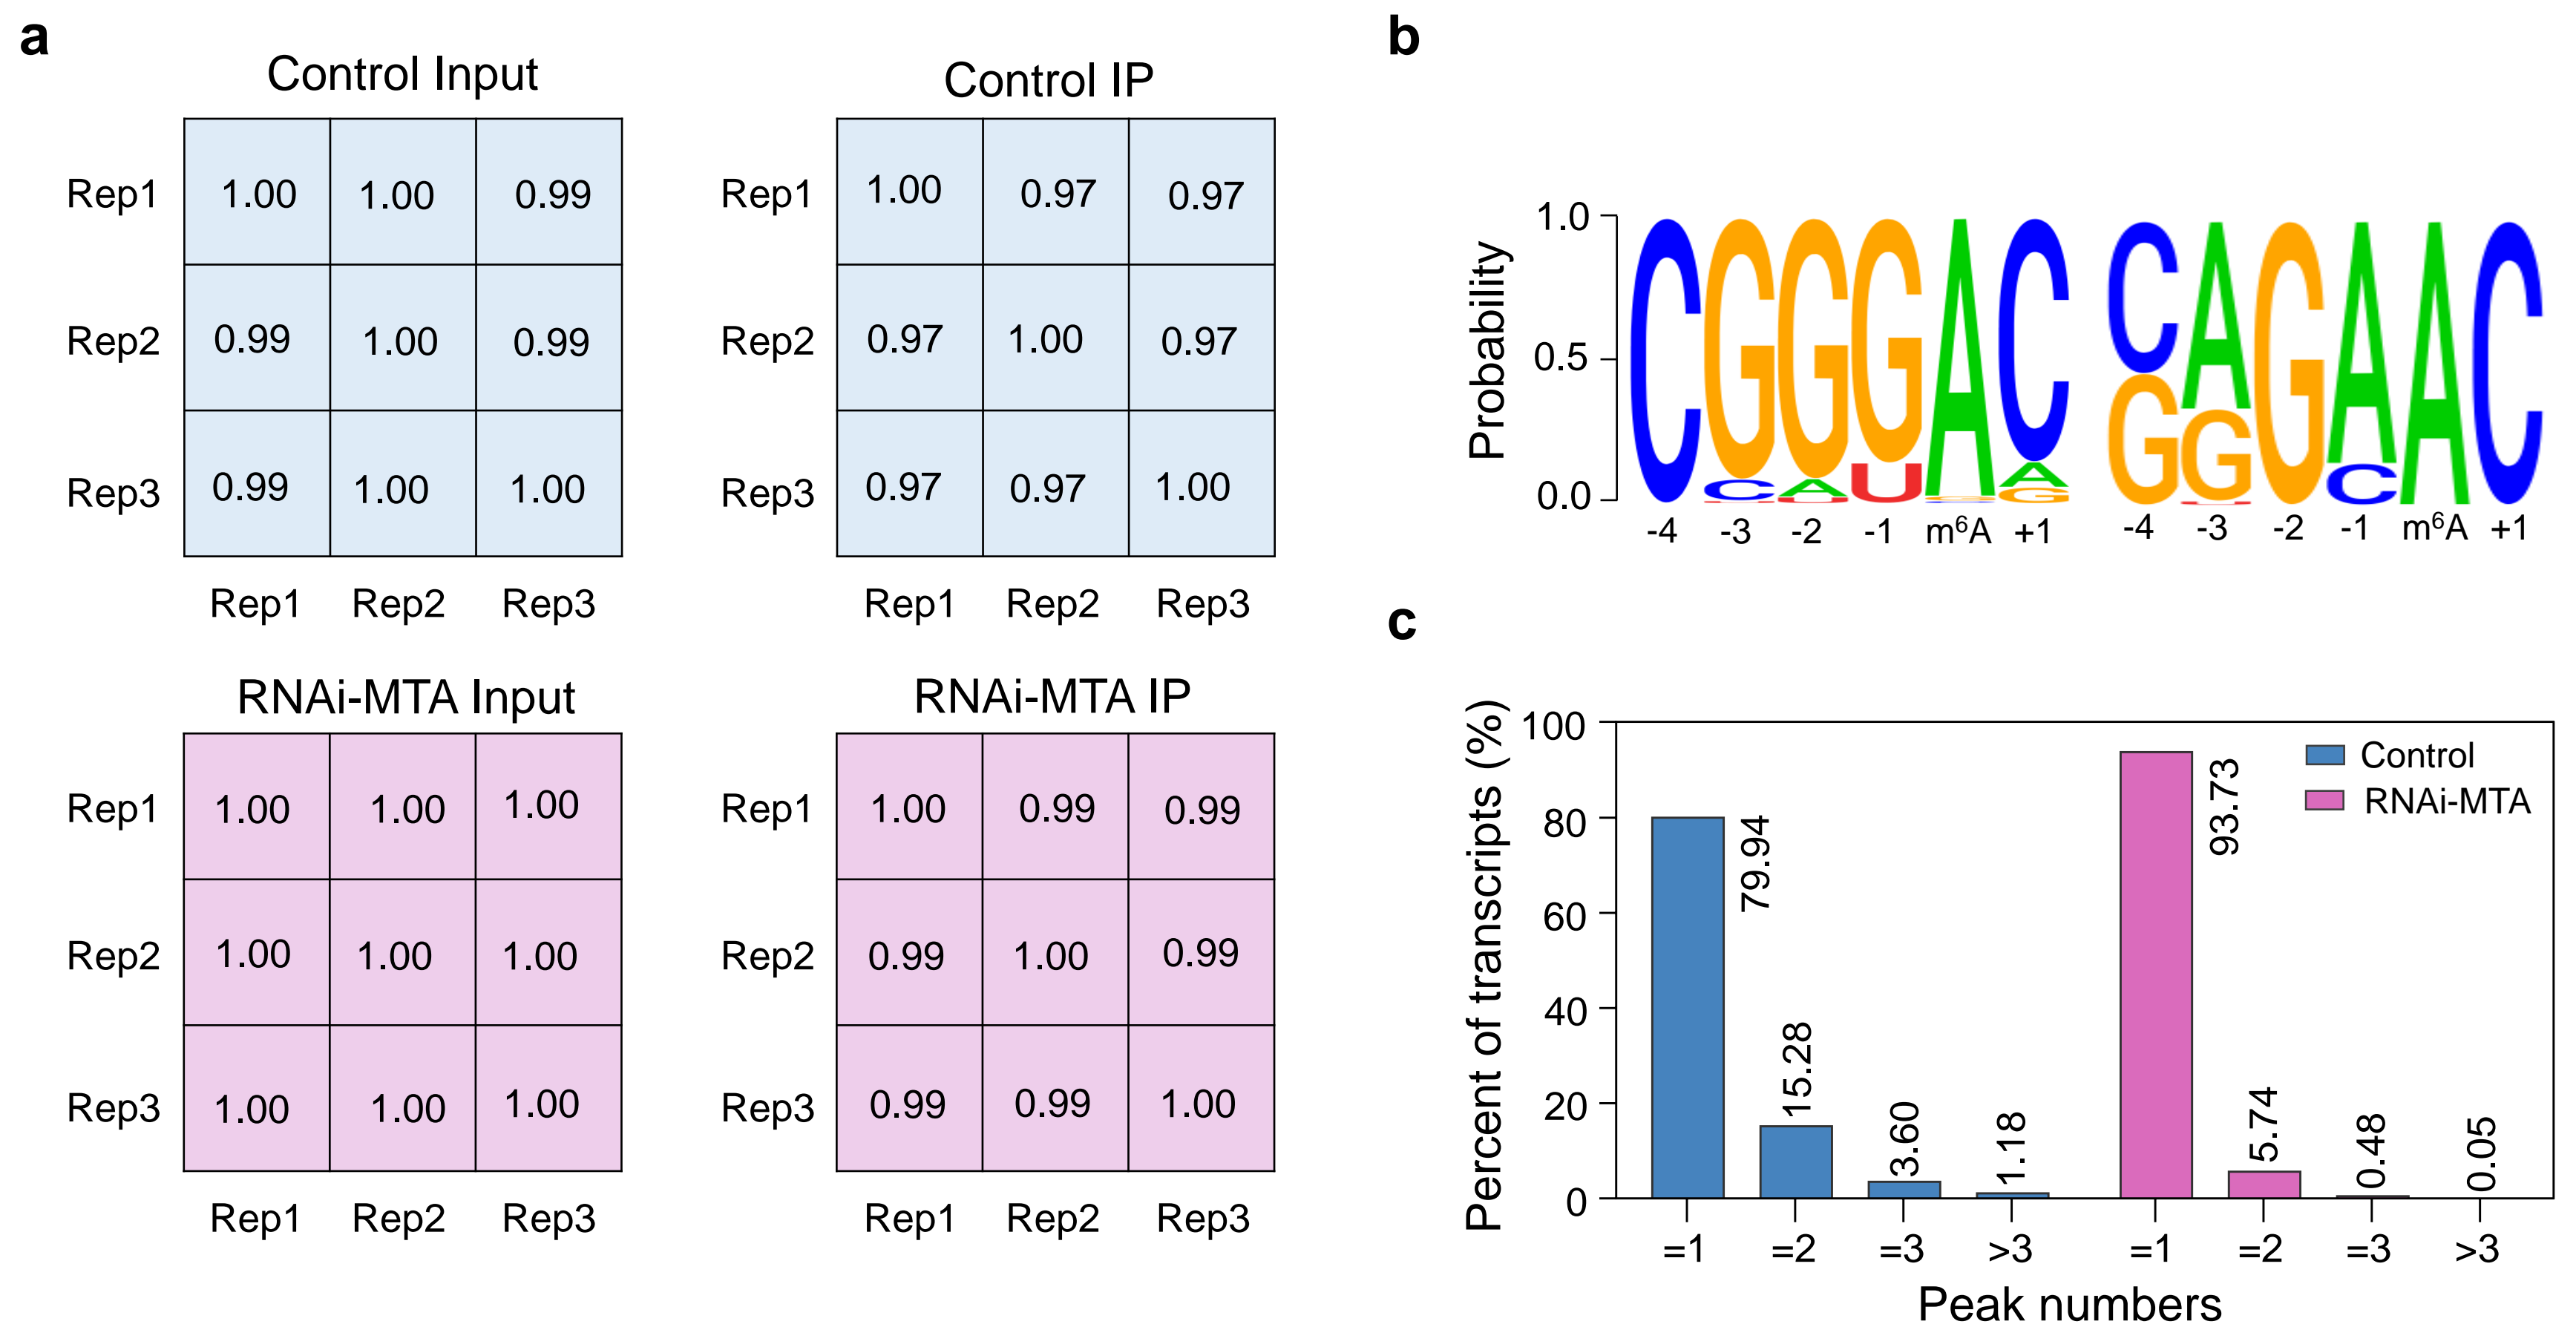 a
Control Input
Rep1 1.00 1.00 0.99
Rep2 0.99 1.00 0.99
Rep3 0.99 1.00 1.00
Rep1 Rep2 Rep3
Control IP
Rep1 1.00 0.97 0.97
Rep2 0.97 1.00 0.97
Rep3 0.97 0.97 1.00
Rep1 Rep2 Rep3
RNAi-MTA Input
Rep1 1.00 1.00 1.00
Rep2 1.00 1.00 1.00
Rep3 1.00 1.00 1.00
Rep1 Rep2 Rep3
RNAi-MTA IP
Rep1 1.00 0.99 0.99
Rep2 0.99 1.00 0.99
Rep3 0.99 0.99 1.00
Rep1 Rep2 Rep3
b
Probability
1.0
0.5
0.0
CGGGAC
CAUA
AUG
CAGAAC
GGC
-4 -3 -2 -1 m⁶A +1
-4 -3 -2 -1 m⁶A +1
c
Percent of transcripts (%)
100
80
60
40
20
0
79.94
15.28
3.60
1.18
93.73
5.74
0.48
0.05
Control
RNAi-MTA
=1 =2 =3 >3 =1 =2 =3 >3
Peak numbers